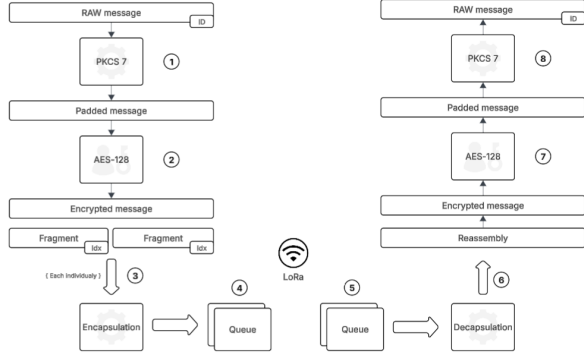 RAW message
ID
PKCS 7
1
Padded message
AES-128
2
Encrypted message
Fragment
Idx
Fragment
Idx
{ Each Individualy }
3
Encapsulation
4
Queue
LoRa
5
Queue
Decapsulation
6
Reassembly
Encrypted message
AES-128
7
Padded message
PKCS 7
8
RAW message
ID